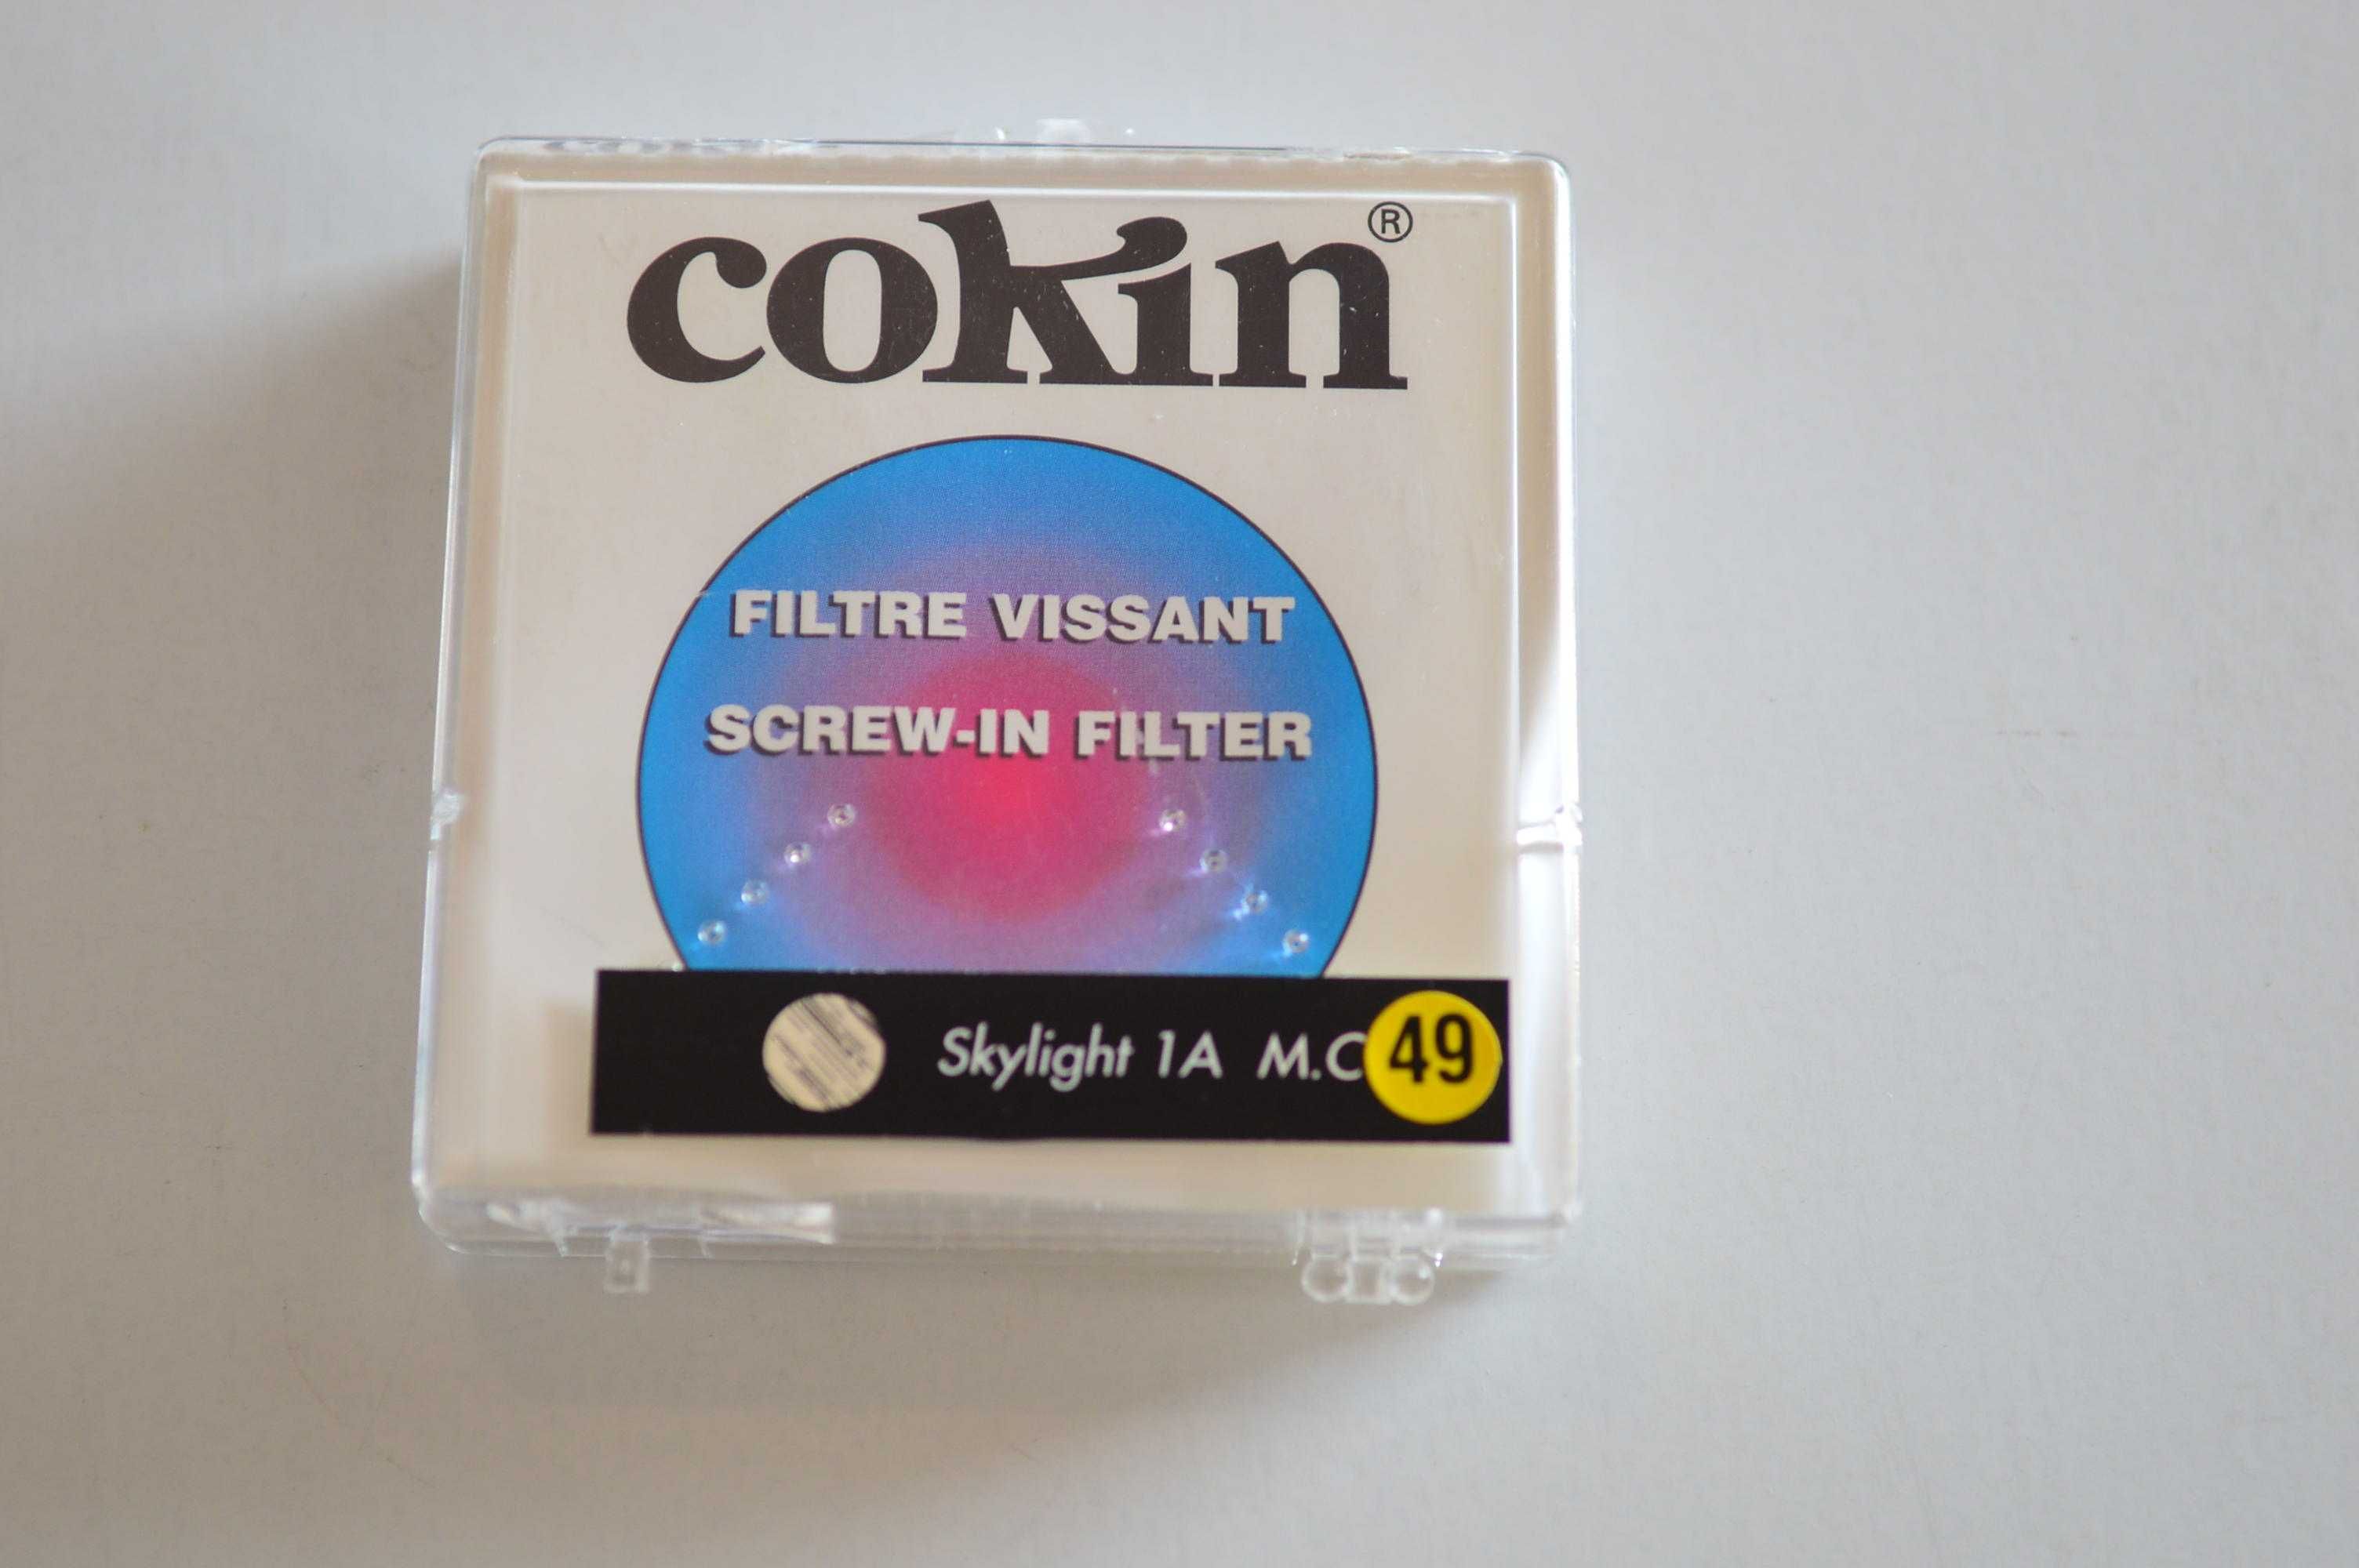 cokin®
FILTRE VISSANT
SCREW-IN FILTER
Skylight 1A M.C 49